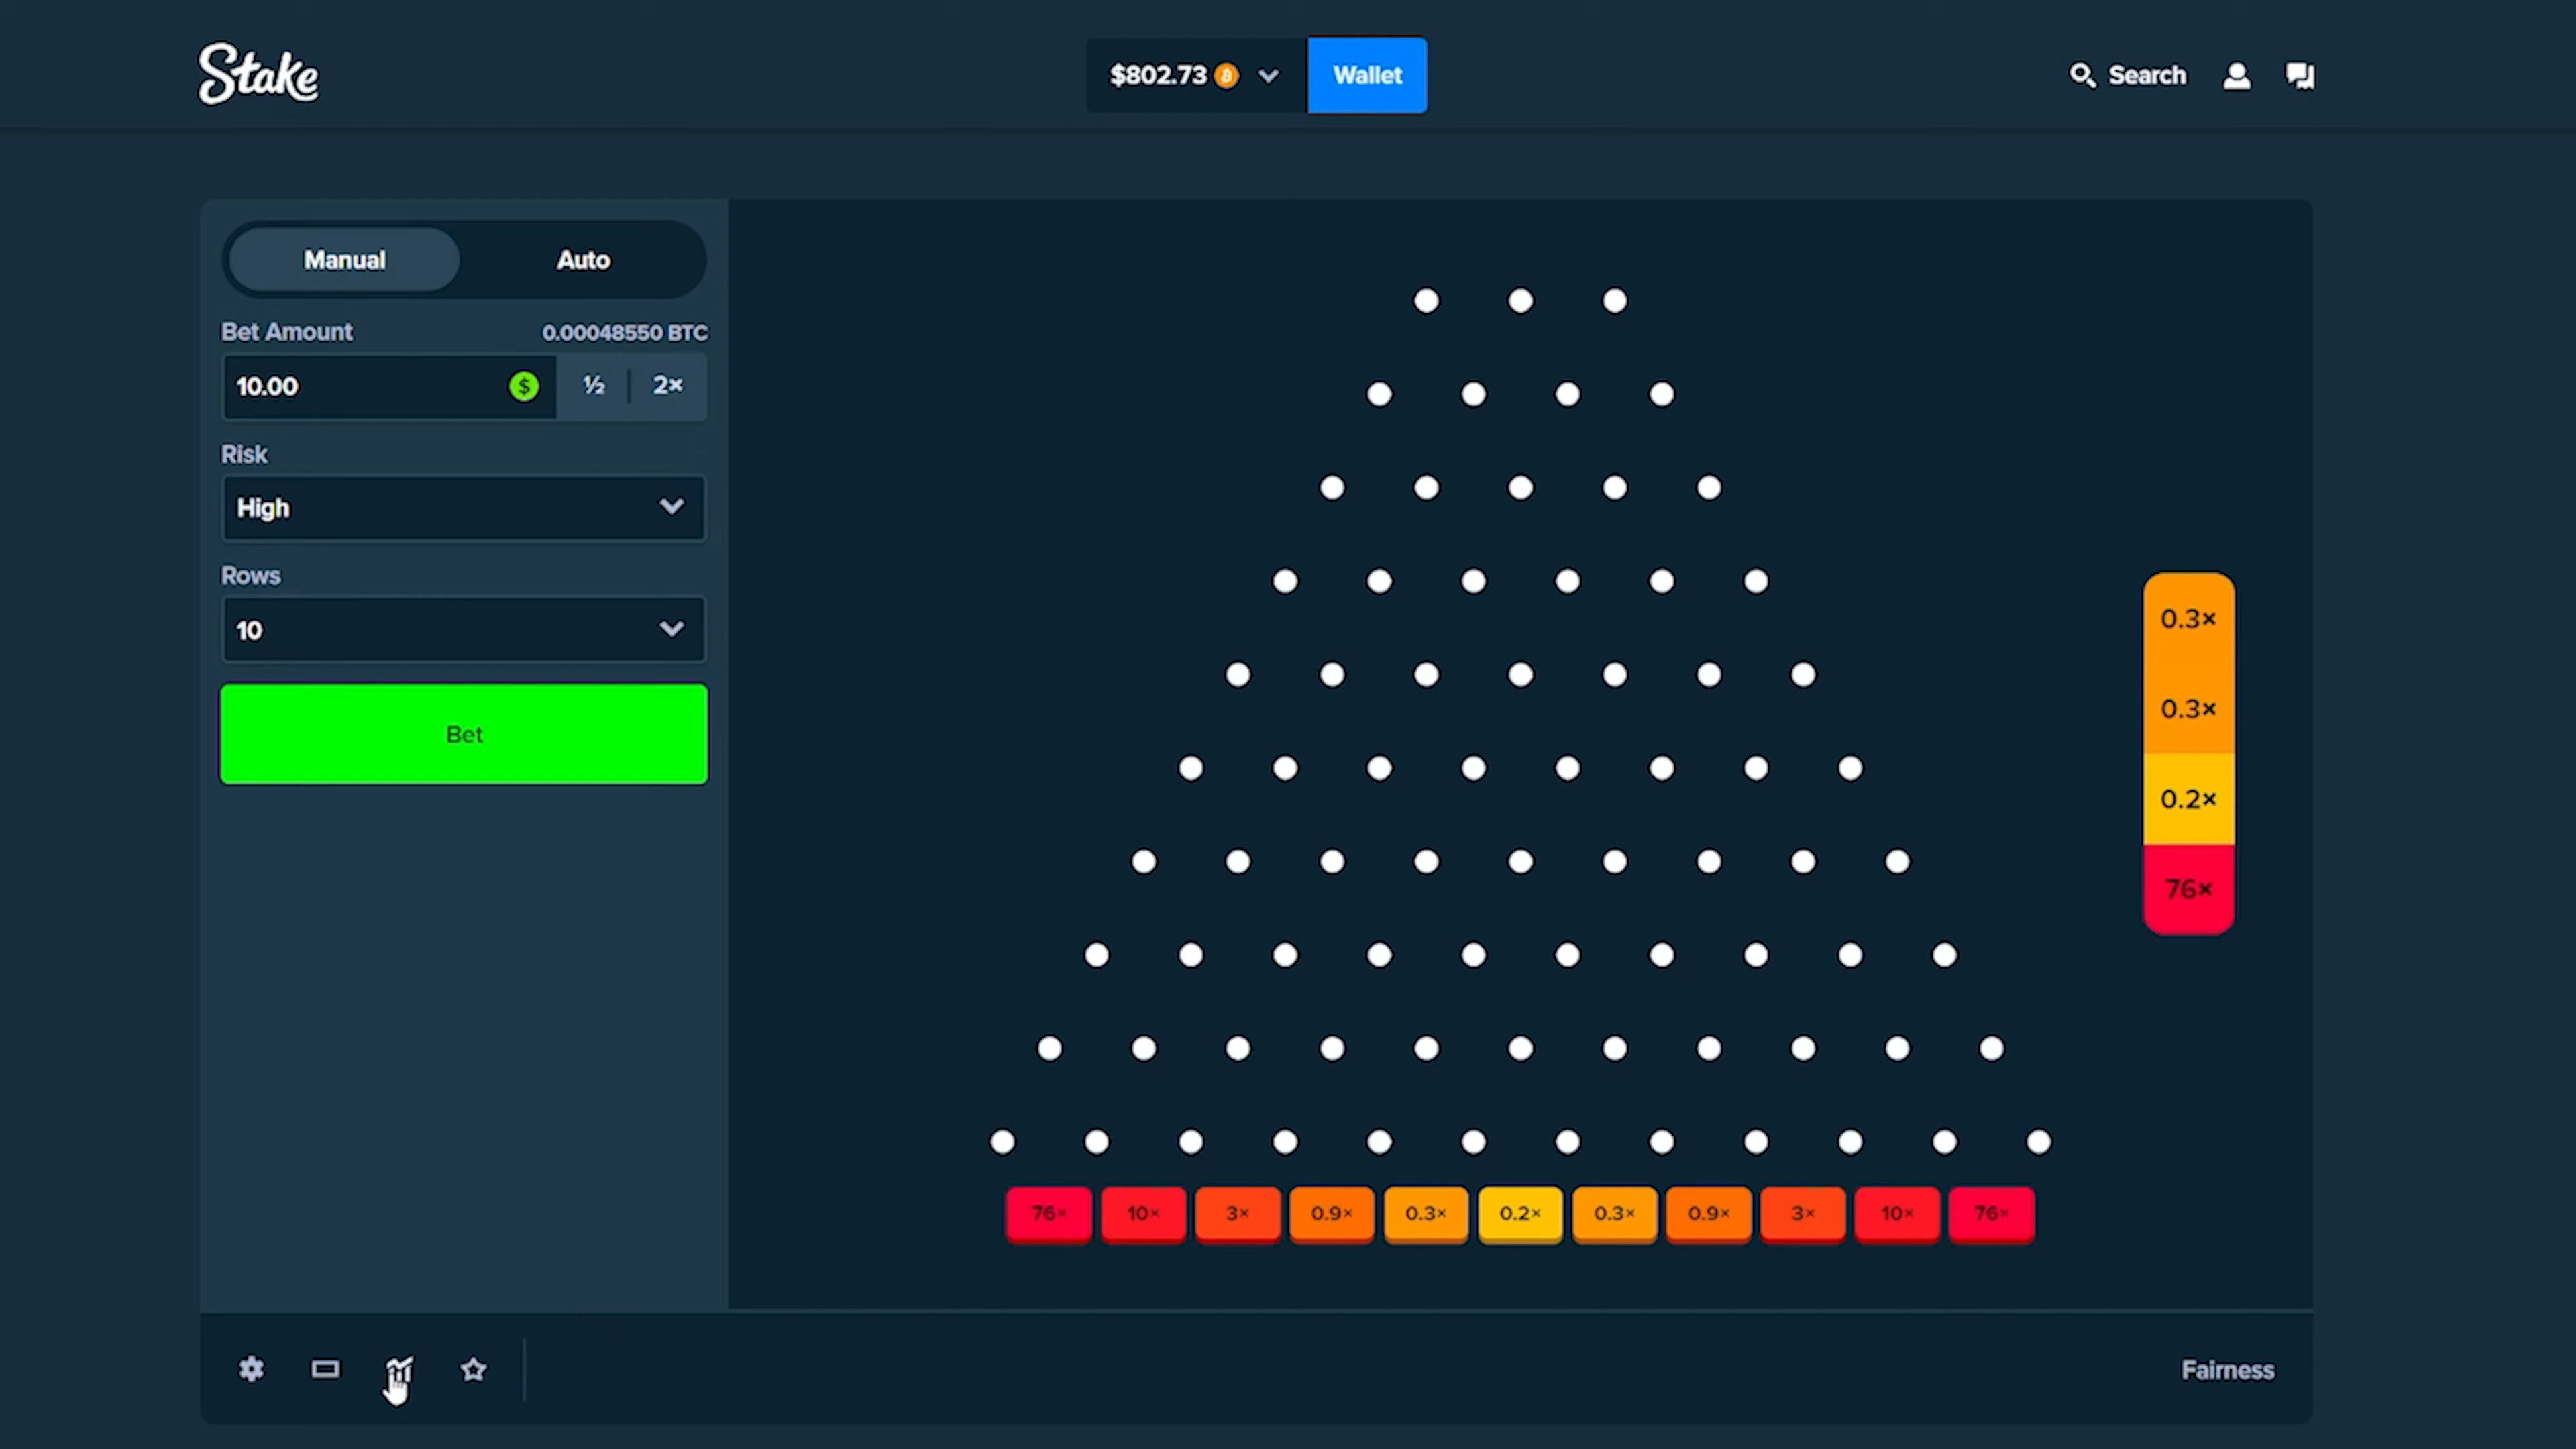 Stake
$802.73
Wallet
Search
Manual
Auto
Bet Amount
0.00048550 BTC
10.00
$
½
2×
Risk
High
Rows
10
Bet
0.3×
0.3×
0.2×
76×
76×
10×
3×
0.9×
0.3×
0.2×
0.3×
0.9×
3×
10×
76×
Fairness